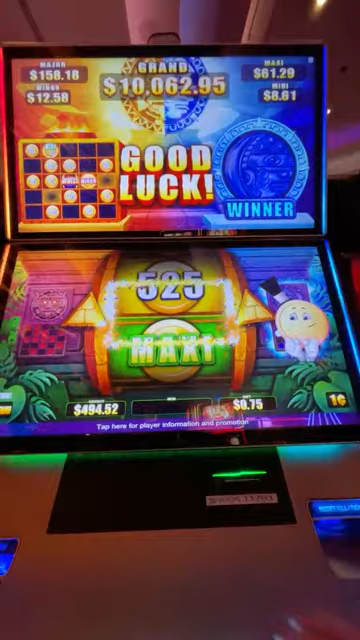 MAJOR
$158.18
MINOR
$12.58
GRAND
$10,062.95
MAXI
$61.29
MINI
$8.61
GOOD
LUCK!
WINNER
525
MAXI
$494.52
$0.75
1¢
Tap here for player information and promotion